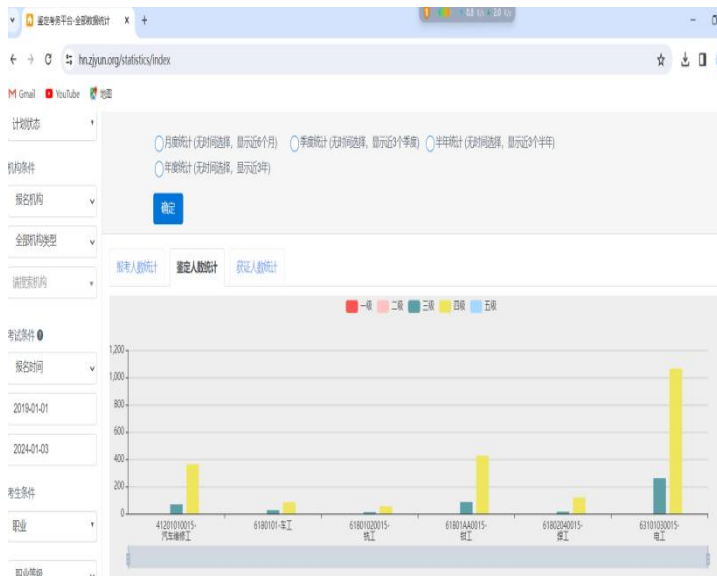 鉴定考务平台-全部数据统计
hn.zjyun.org/statistics/index
Gmail YouTube 地图
计划状态
月度统计 (无时间选择，显示近6个月) 季度统计 (无时间选择，显示近3个季度) 半年统计 (无时间选择，显示近3个半年)
年度统计 (无时间选择，显示近3年)
确定
机构条件
报名机构
全部机构类型
请搜索机构
考试条件
报名时间
2019-01-01
2024-01-03
考生条件
职业
职业等级
报考人数统计 鉴定人数统计 获证人数统计
一级 二级 三级 四级 五级
1,200
1,000
800
600
400
200
0
41201010015-
汽车维修工
6180101-车工
61801020015-
铣工
61801AA0015-
钳工
61802040015-
焊工
63101030015-
电工